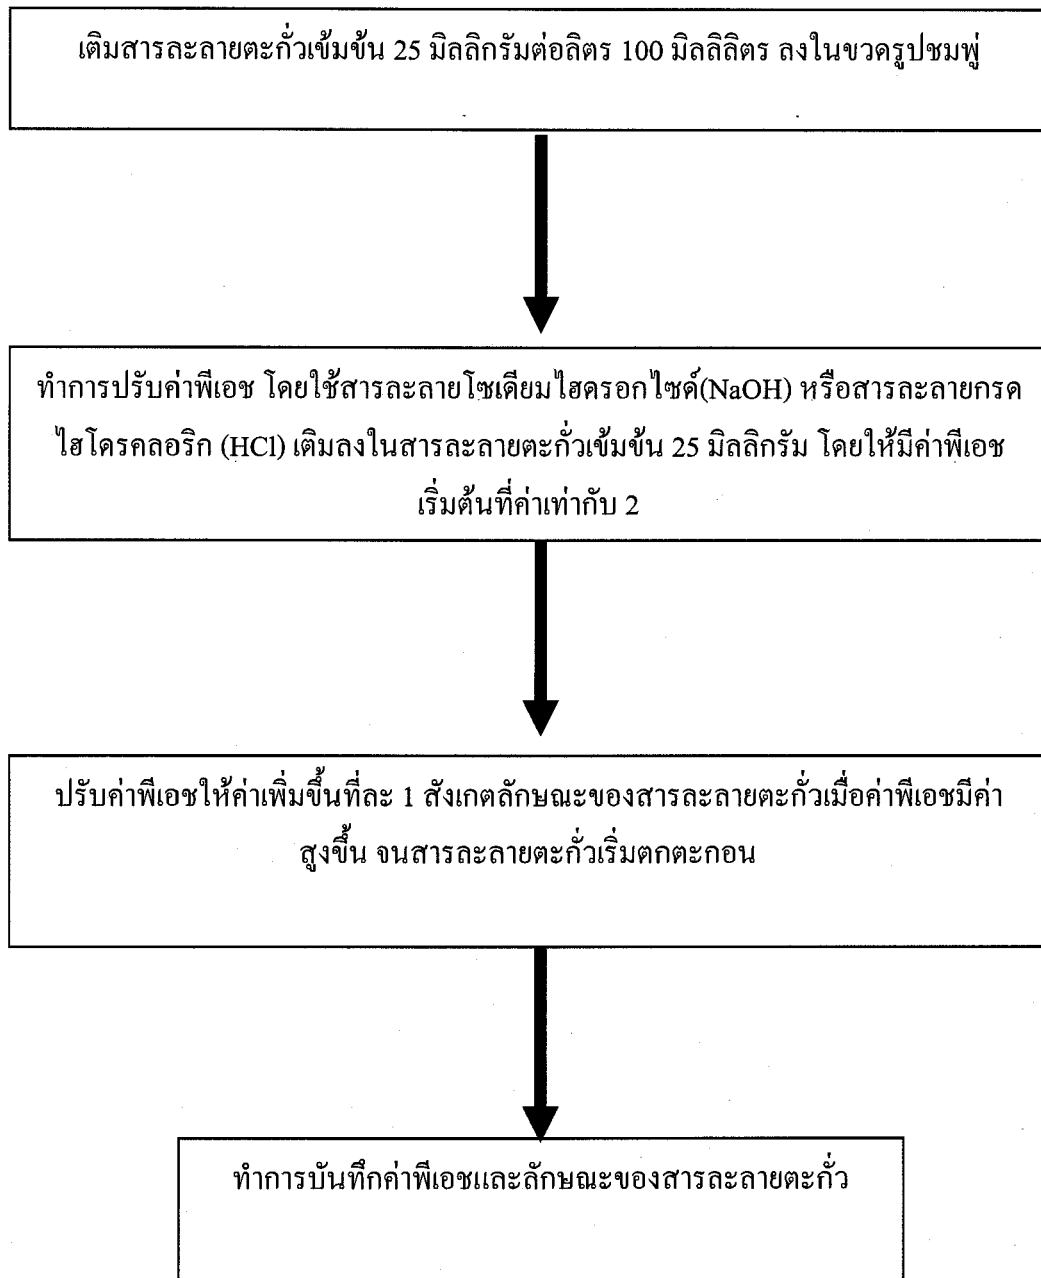 เติมสารละลายตะกั่วเข้มข้น 25 มิลลิกรัมต่อลิตร 100 มิลลิลิตร ลงในขวดรูปชมพู่
ทำการปรับค่าพีเอช โดยใช้สารละลายโซเดียมไฮดรอกไซด์(NaOH) หรือสารละลายกรด
ไฮโดรคลอริก (HCl) เติมลงในสารละลายตะกั่วเข้มข้น 25 มิลลิกรัม โดยให้มีค่าพีเอช
เริ่มต้นที่ค่าเท่ากับ 2
ปรับค่าพีเอชให้ค่าเพิ่มขึ้นที่ละ 1 สังเกตลักษณะของสารละลายตะกั่วเมื่อค่าพีเอชมีค่า
สูงขึ้น จนสารละลายตะกั่วเริ่มตกตะกอน
ทำการบันทึกค่าพีเอชและลักษณะของสารละลายตะกั่ว